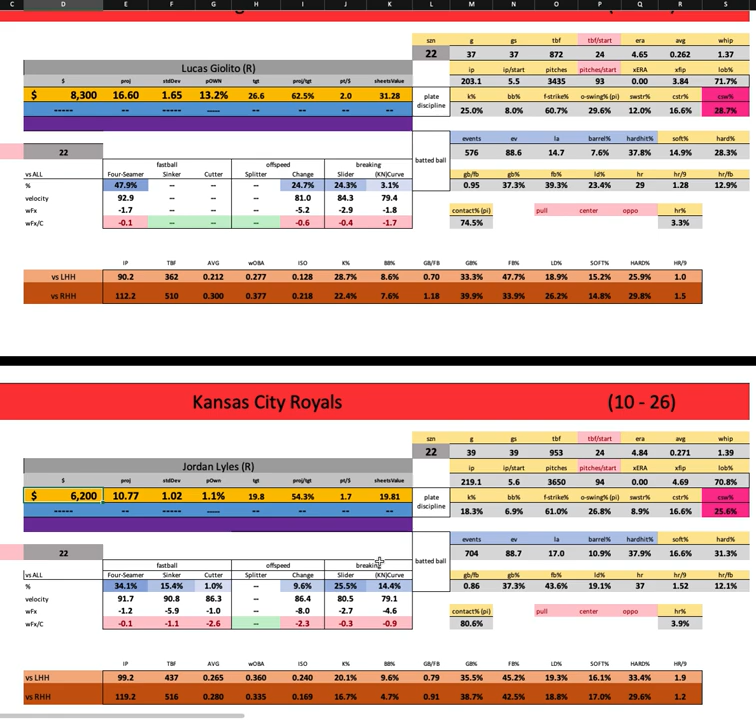 C D E F G H I J K L M N O P Q R S
szn g gs tbf tbf/start era avg whip
22 37 37 872 24 4.65 0.262 1.37
Lucas Giolito (R) ip ip/start pitches pitches/start xERA xfip lob%
$ proj stdDev pOWN tgt proj/tgt pt/$ sheetsValue 203.1 5.5 3435 93 0.00 3.84 71.7%
$ 8,300 16.60 1.65 13.2% 26.6 62.5% 2.0 31.28 plate discipline k% bb% f-strike% o-swing% (pi) swstr% cstr% csw%
----- -- ---- ---- -- -- -- -- 25.0% 8.0% 60.7% 29.6% 12.0% 16.6% 28.7%
events ev la barrel% hardhit% soft% hard%
22 batted ball 576 88.6 14.7 7.6% 37.8% 14.9% 28.3%
fastball offspeed breaking
vs ALL Four-Seamer Sinker Cutter Splitter Change Slider (KN)Curve gb/fb gb% fb% ld% hr hr/9 hr/fb
% 47.9% -- -- -- 24.7% 24.3% 3.1% 0.95 37.3% 39.3% 23.4% 29 1.28 12.9%
velocity 92.9 -- -- -- 81.0 84.3 79.4
wFx -1.7 -- -- -- -5.2 -2.9 -1.8 contact% (pi) pull center oppo hr%
wFx/C -0.1 -- -- -- -0.6 -0.4 -1.7 74.5% 3.3%
IP TBF AVG wOBA ISO K% BB% GB/FB GB% FB% LD% SOFT% HARD% HR/9
vs LHH 90.2 362 0.212 0.277 0.128 28.7% 8.6% 0.70 33.3% 47.7% 18.9% 15.2% 25.9% 1.0
vs RHH 112.2 510 0.300 0.377 0.218 22.4% 7.6% 1.18 39.9% 33.9% 26.2% 14.8% 29.8% 1.5
Kansas City Royals (10 - 26)
szn g gs tbf tbf/start era avg whip
22 39 39 953 24 4.84 0.271 1.39
Jordan Lyles (R) ip ip/start pitches pitches/start xERA xfip lob%
$ proj stdDev pOwn tgt proj/tgt pt/$ sheetsValue 219.1 5.6 3650 94 0.00 4.69 70.8%
$ 6,200 10.77 1.02 1.1% 19.8 54.3% 1.7 19.81 plate discipline k% bb% f-strike% o-swing% (pi) swstr% cstr% csw%
----- -- ---- ---- -- -- -- -- 18.3% 6.9% 61.0% 26.8% 8.9% 16.6% 25.6%
events ev la barrel% hardhit% soft% hard%
22 batted ball 704 88.7 17.0 10.9% 37.9% 16.6% 31.3%
fastball offspeed breaking
vs ALL Four-Seamer Sinker Cutter Splitter Change Slider (KN)Curve gb/fb gb% fb% ld% hr hr/9 hr/fb
% 34.1% 15.4% 1.0% -- 9.6% 25.5% 14.4% 0.86 37.3% 43.6% 19.1% 37 1.52 12.1%
velocity 91.7 90.8 86.3 -- 86.4 80.5 79.1
wFx -1.2 -5.9 -1.0 -- -8.0 -2.7 -4.6 contact% (pi) pull center oppo hr%
wFx/C -0.1 -1.1 -2.6 -- -2.3 -0.3 -0.9 80.6% 3.9%
IP TBF AVG wOBA ISO K% BB% GB/FB GB% FB% LD% SOFT% HARD% HR/9
vs LHH 99.2 437 0.265 0.360 0.240 20.1% 9.6% 0.79 35.5% 45.2% 19.3% 16.1% 33.4% 1.9
vs RHH 119.2 516 0.280 0.335 0.169 16.7% 4.7% 0.91 38.7% 42.5% 18.8% 17.0% 29.6% 1.2